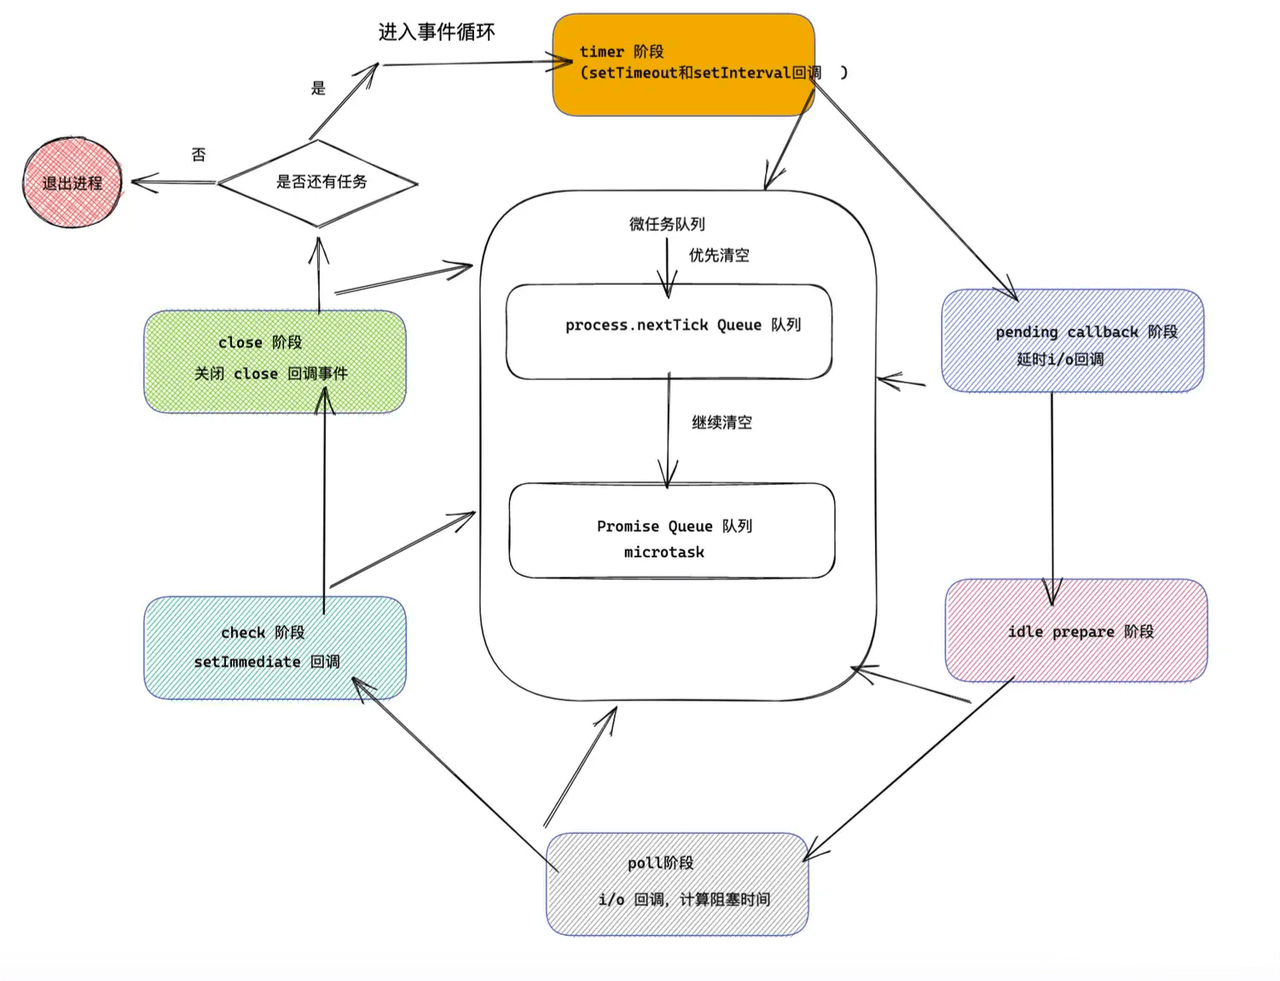 进入事件循环
timer 阶段
(setTimeout和setInterval回调 )
是
否
退出进程
是否还有任务
微任务队列
优先清空
process.nextTick Queue 队列
继续清空
Promise Queue 队列
microtask
close 阶段
关闭 close 回调事件
pending callback 阶段
延时i/o回调
check 阶段
setImmediate 回调
idle prepare 阶段
poll阶段
i/o 回调, 计算阻塞时间